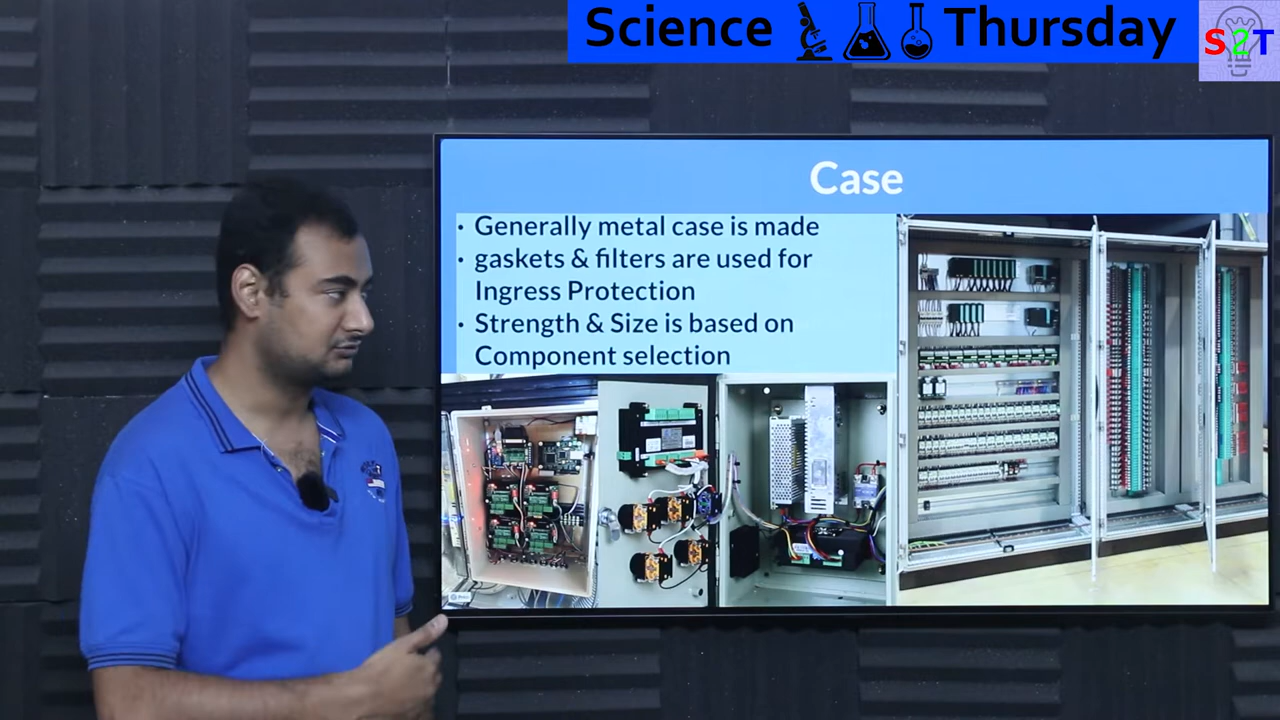 Science Thursday
S2T
Case
· Generally metal case is made
· gaskets & filters are used for
Ingress Protection
· Strength & Size is based on
Component selection